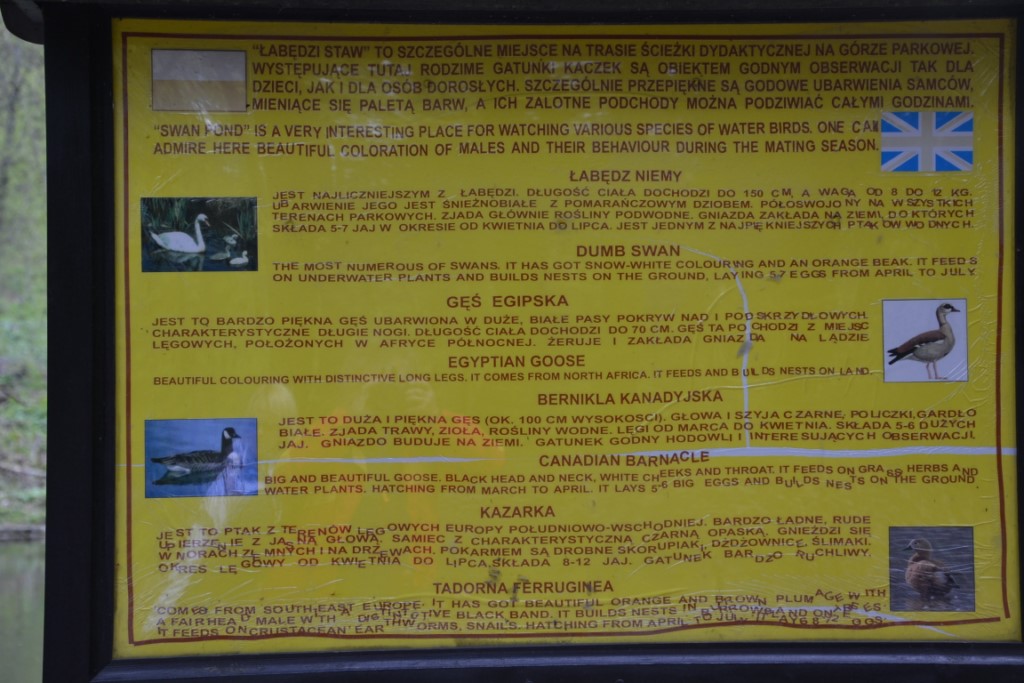 "ŁABĘDZI STAW" TO SZCZEGÓLNE MIEJSCE NA TRASIE ŚCIEŻKI DYDAKTYCZNEJ NA GÓRZE PARKOWEJ.
WYSTĘPUJĄCE TUTAJ RODZIME GATUNKI KACZEK SĄ OBIEKTEM GODNYM OBSERWACJI TAK DLA
DZIECI, JAK I DLA OSÓB DOROSŁYCH. SZCZEGÓLNIE PRZEPIĘKNE SĄ GODOWE UBARWIENIA SAMCÓW,
MIENIĄCE SIĘ PALETĄ BARW, A ICH ZALOTNE PODCHODY MOŻNA PODZIWIAĆ CAŁYMI GODZINAMI.
"SWAN POND" IS A VERY INTERESTING PLACE FOR WATCHING VARIOUS SPECIES OF WATER BIRDS. ONE CAN
ADMIRE HERE BEAUTIFUL COLORATION OF MALES AND THEIR BEHAVIOUR DURING THE MATING SEASON.
ŁABĘDŹ NIEMY
JEST NAJLICZNIEJSZYM Z ŁABĘDZI. DŁUGOŚĆ CIAŁA DOCHODZI DO 150 CM, A WAGA OD 8 DO 12 KG.
UBARWIENIE JEGO JEST ŚNIEŻNOBIAŁE Z POMARAŃCZOWYM DZIOBEM. PÓŁOSWOJONY NA WSZYSTKICH
TERENACH PARKOWYCH. ZJADA GŁÓWNIE ROŚLINY PODWODNE. GNIAZDA ZAKŁADA NA ZIEMI, DO KTÓRYCH
SKŁADA 5-7 JAJ W OKRESIE OD KWIETNIA DO LIPCA. JEST JEDNYM Z NAJPIĘKNIEJSZYCH PTAKÓW WODNYCH.
DUMB SWAN
THE MOST NUMEROUS OF SWANS. IT HAS GOT SNOW-WHITE COLOURING AND AN ORANGE BEAK. IT FEEDS
ON UNDERWATER PLANTS AND BUILDS NESTS ON THE GROUND, LAYING 5-7 EGGS FROM APRIL TO JULY
GĘŚ EGIPSKA
JEST TO BARDZO PIĘKNA GĘŚ UBARWIONA W DUŻE, BIAŁE PASY POKRYW NAD I PODSKRZYDŁOWYCH.
CHARAKTERYSTYCZNE DŁUGIE NOGI. DŁUGOŚĆ CIAŁA DOCHODZI DO 70 CM. GĘŚ TA POCHODZI Z MIEJSC
LĘGOWYCH, POŁOŻONYCH W AFRYCE PÓŁNOCNEJ. ŻERUJE I ZAKŁADA GNIAZDA NA LĄDZIE.
EGYPTIAN GOOSE
BEAUTIFUL COLOURING WITH DISTINCTIVE LONG LEGS. IT COMES FROM NORTH AFRICA. IT FEEDS AND BUILDS NESTS ON LAND.
BERNIKLA KANADYJSKA
JEST TO DUŻA I PIĘKNA GĘS (OK. 100 CM WYSOKOSCI). GŁOWA I SZYJA CZARNE, POLICZKI, GARDŁO
BIAŁE. ZJADA TRAWY, ZIOŁA, ROŚLINY WODNE. LĘGI OD MARCA DO KWIETNIA. SKŁADA 5-6 DUŻYCH
JAJ. GNIAZDO BUDUJE NA ZIEMI. GATUNEK GODNY HODOWLI I INTERESUJĄCYCH OBSERWACJI.
CANADIAN BARNACLE
BIG AND BEAUTIFUL GOOSE. BLACK HEAD AND NECK, WHITE CHEEKS AND THROAT. IT FEEDS ON GRASS HERBS AND
WATER PLANTS. HATCHING FROM MARCH TO APRIL. IT LAYS 5-6 BIG EGGS AND BUILDS NESTS ON THE GROUND
KAZARKA
JEST TO PTAK Z TERENÓW LĘGOWYCH EUROPY POŁUDNIOWO-WSCHODNIEJ. BARDZO ŁADNE, RUDE
UPIERZENIE Z JASNĄ GŁOWĄ, SAMIEC Z CHARAKTERYSTYCZNĄ CZARNĄ OPASKĄ. GNIEŹDZI SIĘ
W NORACH ZIEMNYCH I NA DRZEWACH. POKARMEM SĄ DROBNE SKORUPIAKI, DŻDŻOWNICE, ŚLIMAKI.
OKRES LĘGOWY OD KWIETNIA DO LIPCA. SKŁADA 8-12 JAJ. GATUNEK BARDZO RUCHLIWY.
TADORNA FERRUGINEA
COMES FROM SOUTH-EAST EUROPE. IT HAS GOT BEAUTIFUL ORANGE AND BROWN PLUMAGE WITH
A FAIR HEAD MALE WITH A DISTINCTIVE BLACK BAND. IT BUILDS NESTS IN BURROWS AND ON
IT FEEDS ON CRUSTACEAN EARTHWORMS, SNAILS. HATCHING FROM APRIL TO JULY. IT LAYS 8-12 EGGS.